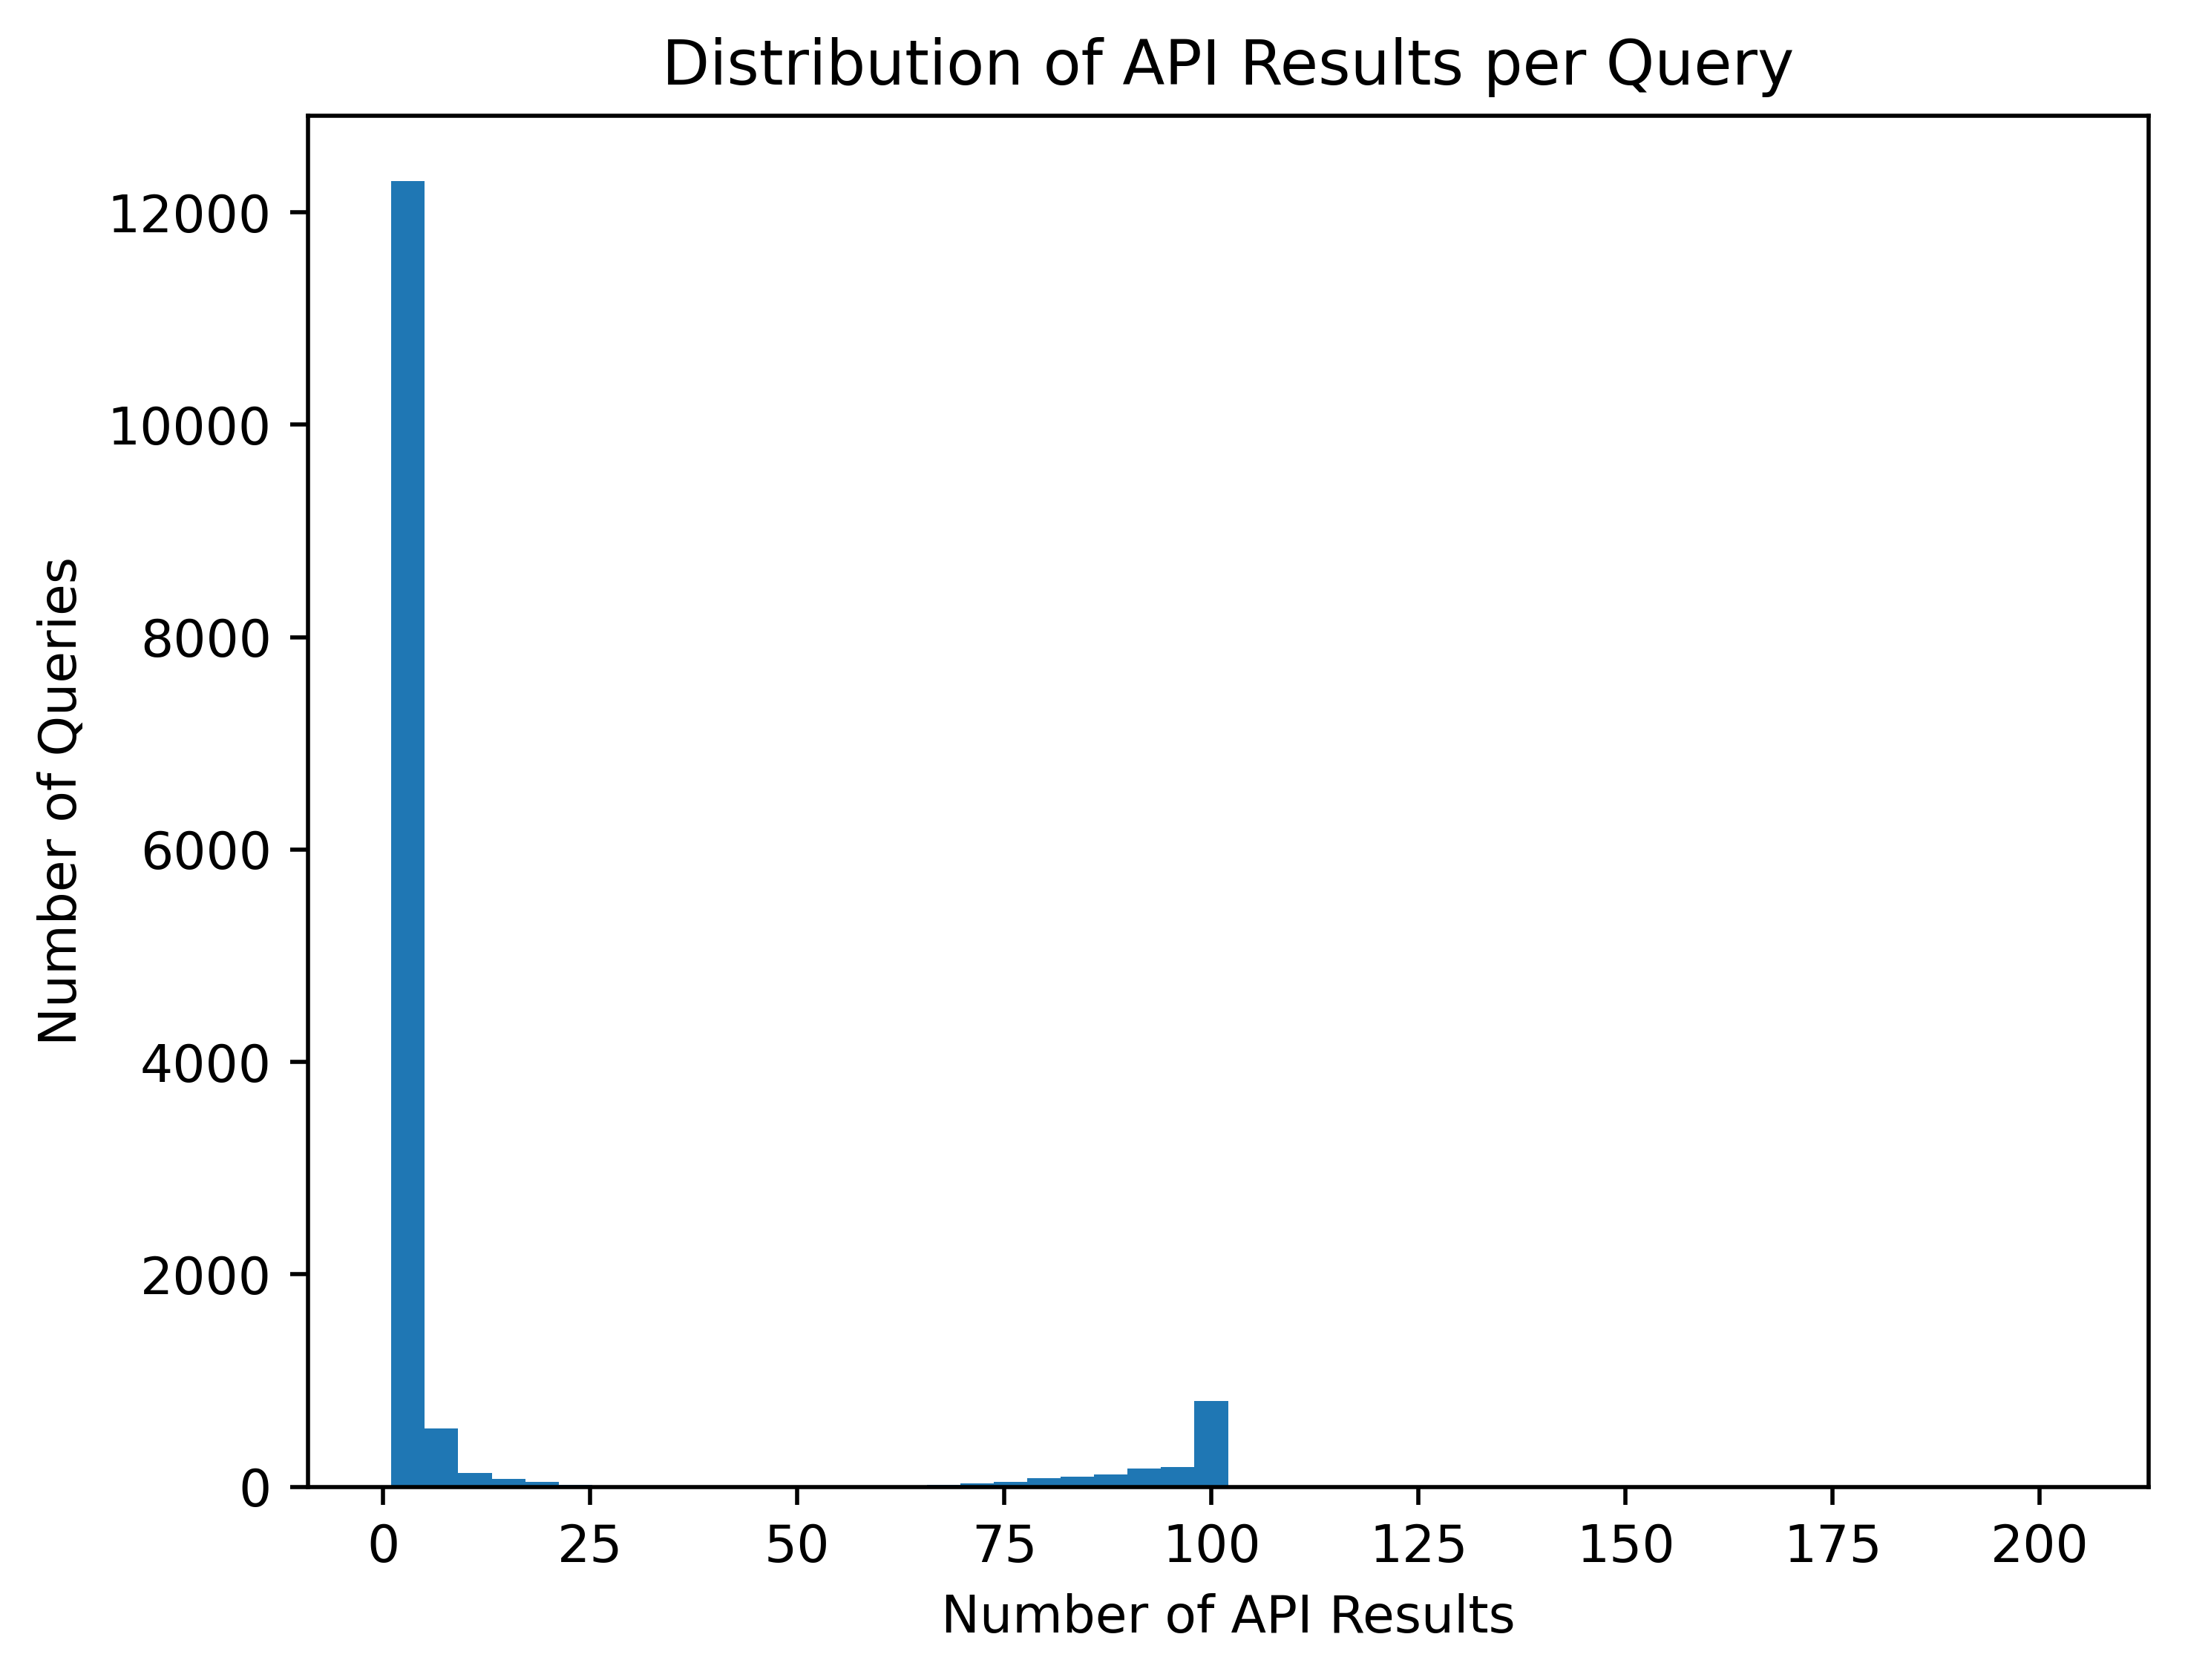 Distribution of API Results per Query
12000
10000
8000
6000
4000
2000
0
Number of Queries
0 25 50 75 100 125 150 175 200
Number of API Results